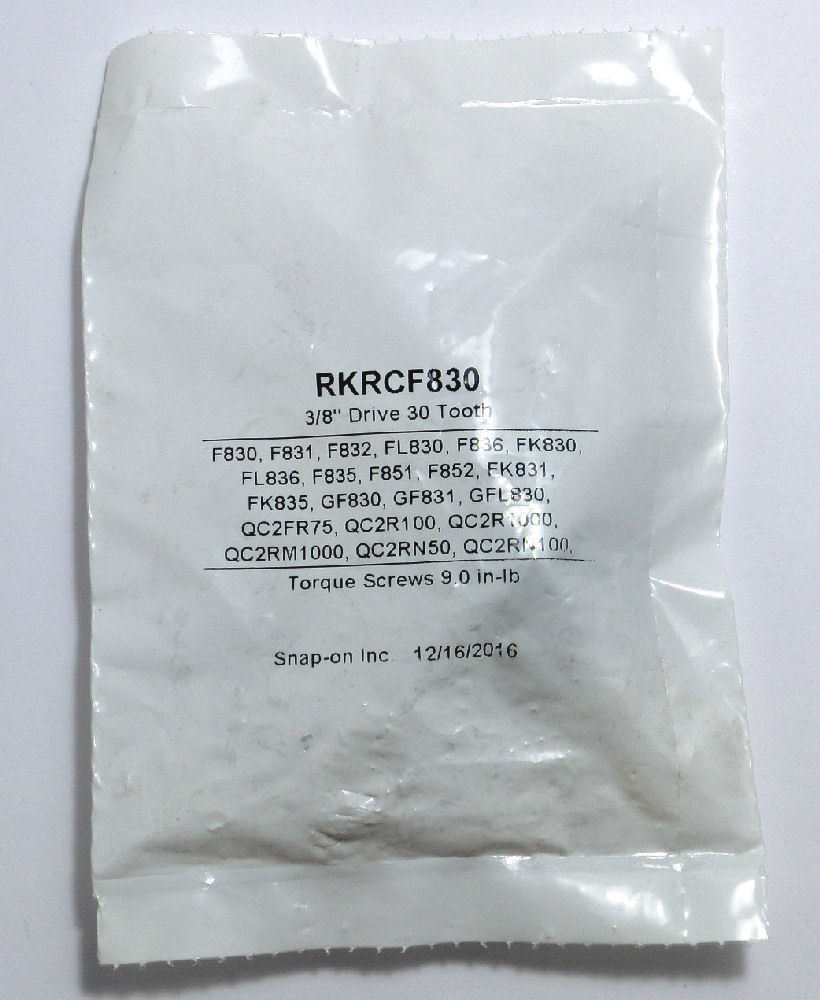 RKRCF830
3/8" Drive 30 Tooth
F830, F831, F832, FL830, F836, FK830,
FL836, F835, F851, F852, FK831,
FK835, GF830, GF831, GFL830,
QC2FR75, QC2R100, QC2R1000,
QC2RM1000, QC2RN50, QC2RN100,
Torque Screws 9.0 in-lb
Snap-on Inc. 12/16/2016